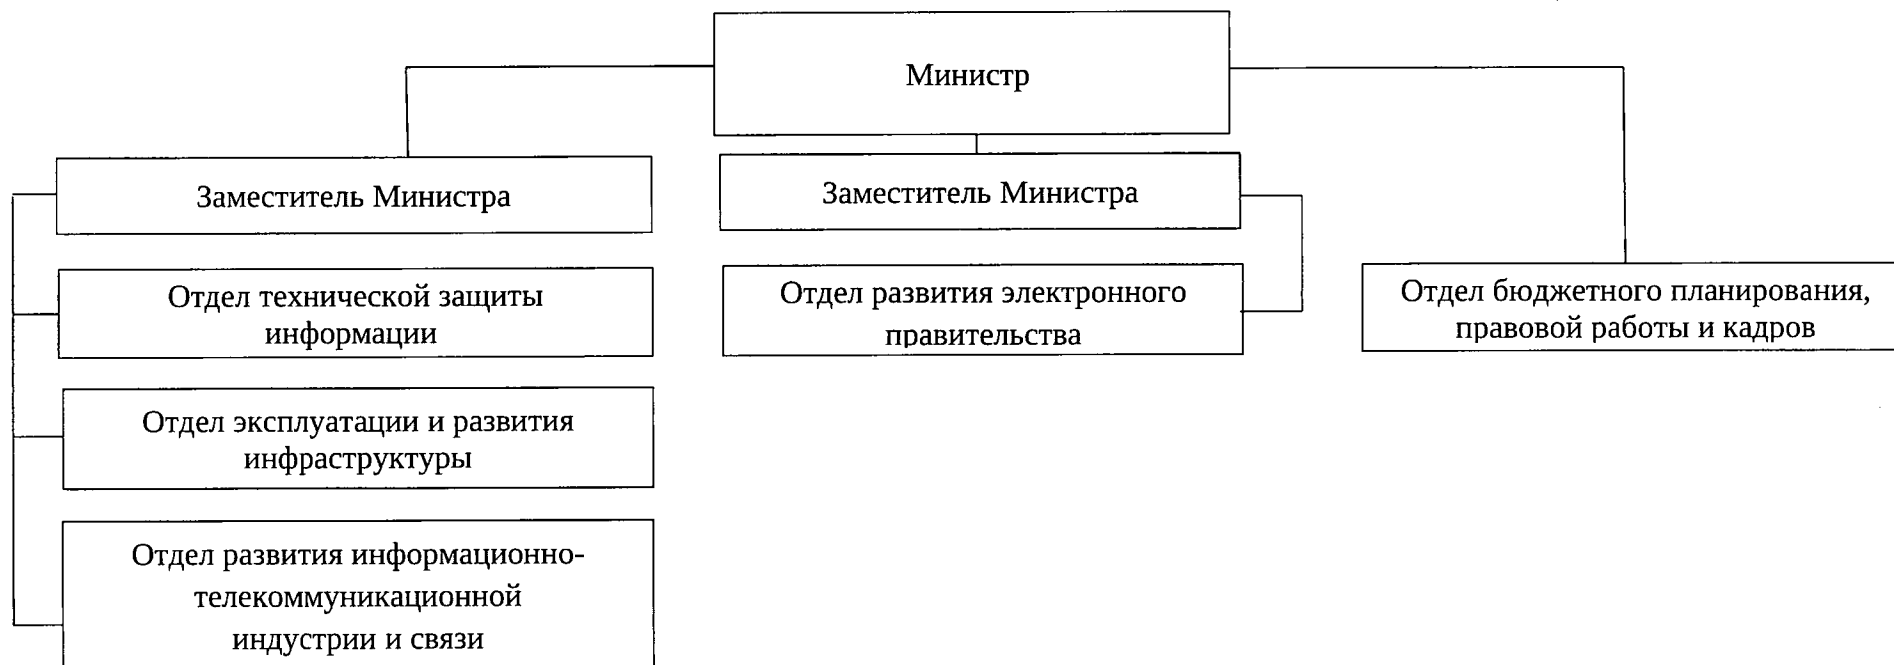 Министр
Заместитель Министра
Заместитель Министра
Отдел технической защиты
информации
Отдел развития электронного
правительства
Отдел бюджетного планирования,
правовой работы и кадров
Отдел эксплуатации и развития
инфраструктуры
Отдел развития информационно-
телекоммуникационной
индустрии и связи